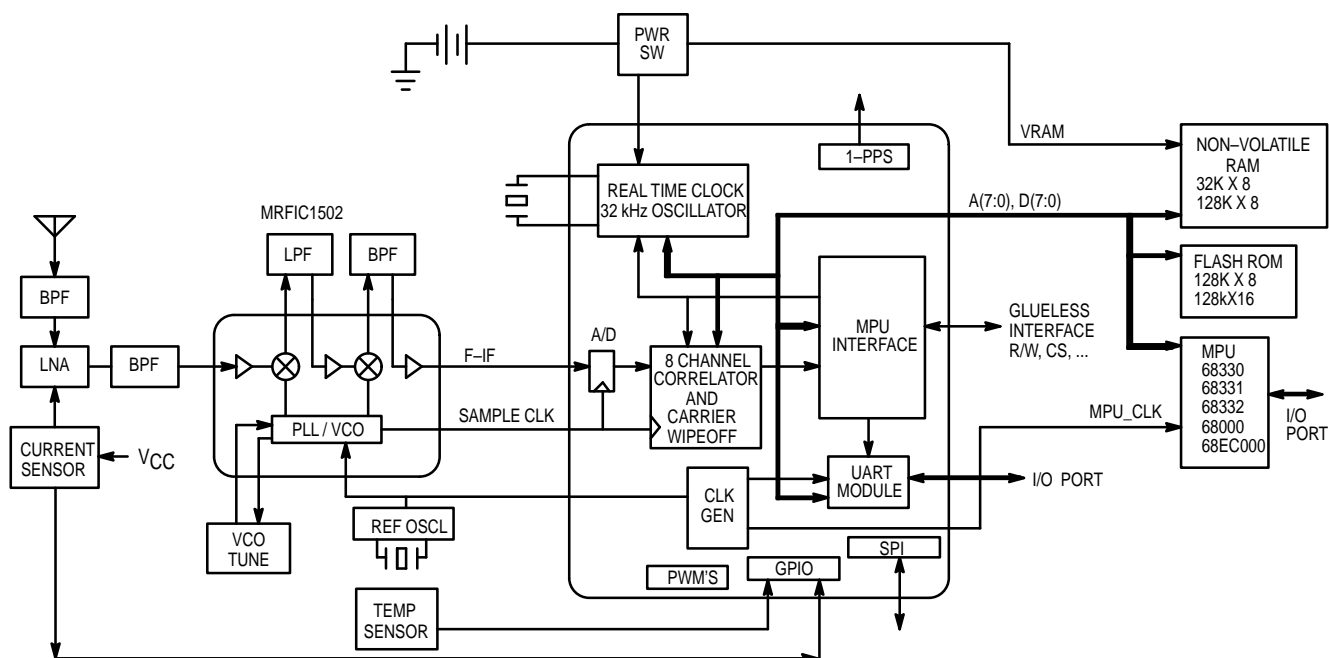 PWR
SW
VRAM
1–PPS
NON–VOLATILE
RAM
32K X 8
128K X 8
REAL TIME CLOCK
32 kHz OSCILLATOR
A(7:0), D(7:0)
MRFIC1502
LPF
BPF
FLASH ROM
128K X 8
128kX16
BPF
A/D
MPU
INTERFACE
GLUELESS
INTERFACE
R/W, CS, ...
LNA
BPF
F–IF
8 CHANNEL
CORRELATOR
AND
CARRIER
WIPEOFF
MPU
68330
68331
68332
68000
68EC000
I/O
PORT
SAMPLE CLK
MPU_CLK
PLL / VCO
CURRENT
SENSOR
VCC
UART
MODULE
I/O PORT
CLK
GEN
REF OSCL
VCO
TUNE
SPI
GPIO
PWM'S
TEMP
SENSOR